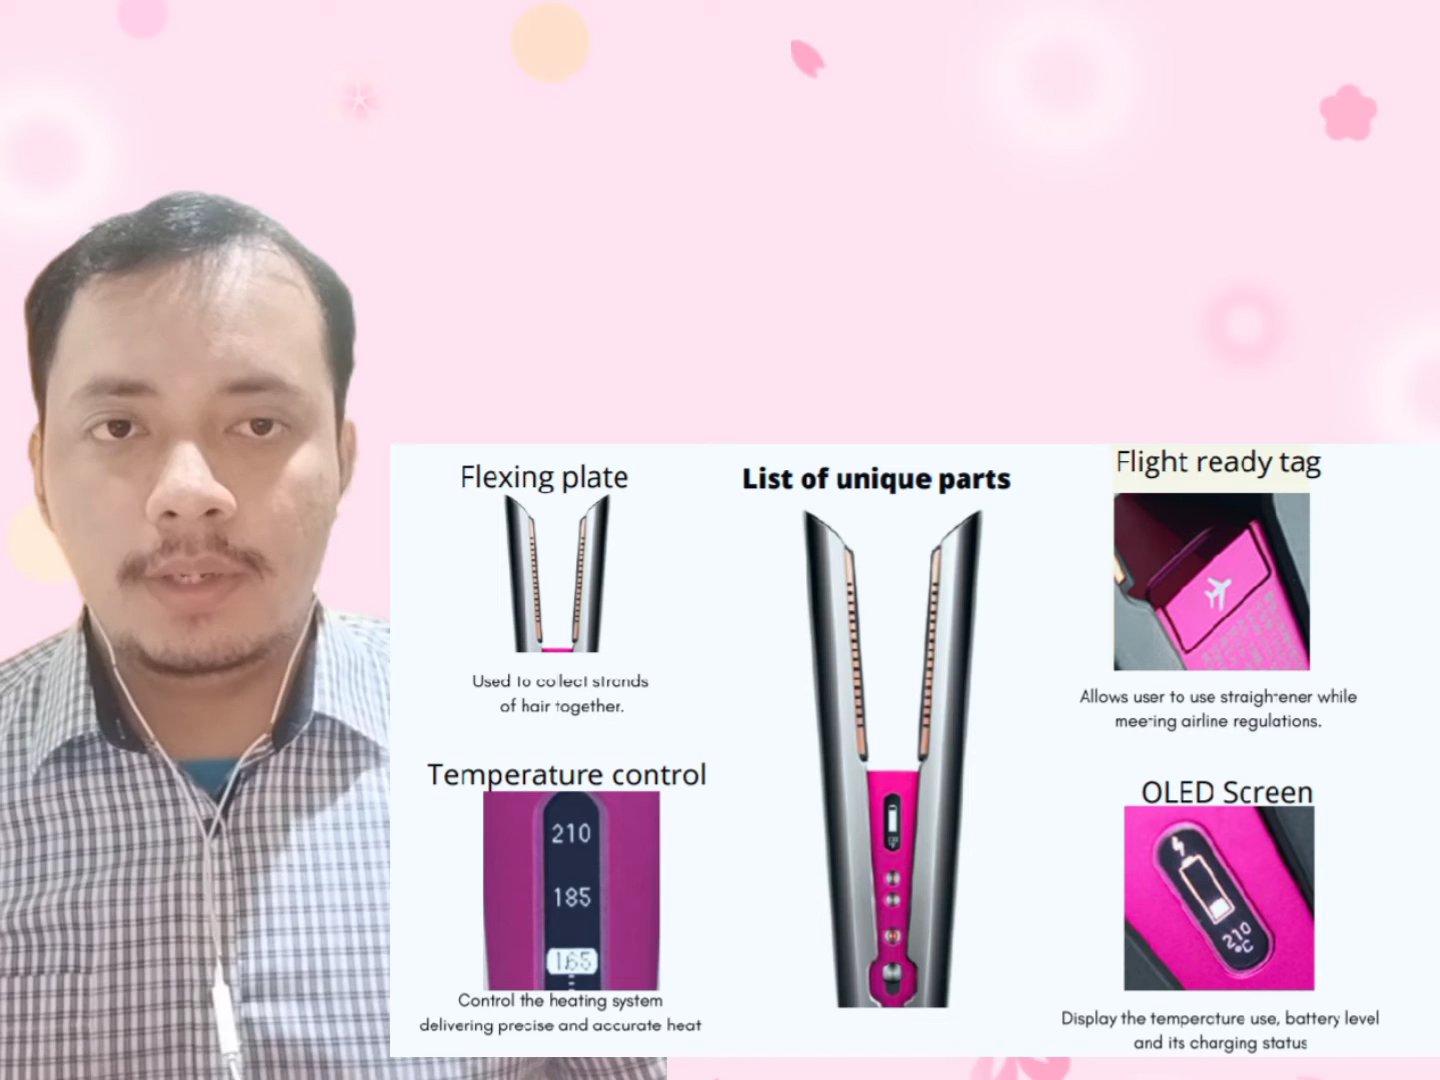 List of unique parts
Flexing plate
Used to collect strands
of hair together.
Temperature control
210
185
165
Control the heating system
delivering precise and accurate heat
Flight ready tag
Allows user to use straightener while
meeting airline regulations.
OLED Screen
210
°C
Display the temperature use, battery level
and its charging status